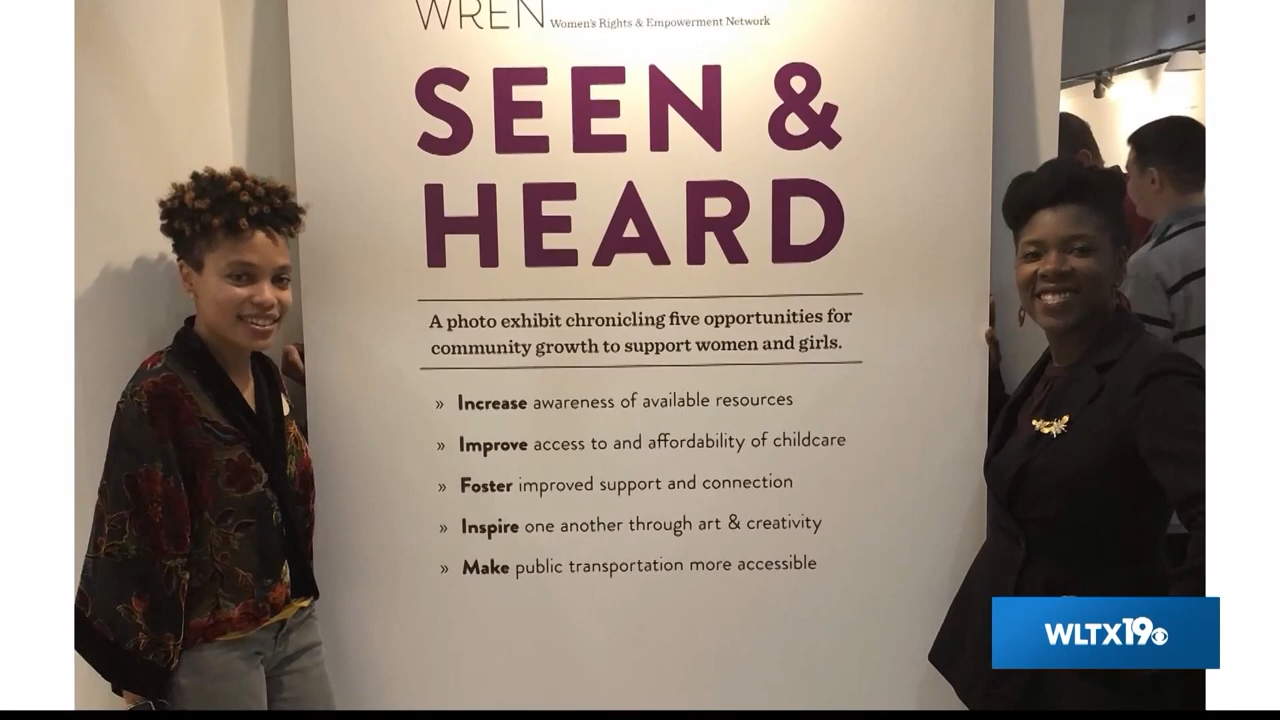 WREN Women's Rights & Empowerment Network
SEEN &
HEARD
A photo exhibit chronicling five opportunities for
community growth to support women and girls.
» Increase awareness of available resources
» Improve access to and affordability of childcare
» Foster improved support and connection
» Inspire one another through art & creativity
» Make public transportation more accessible
WLTX19